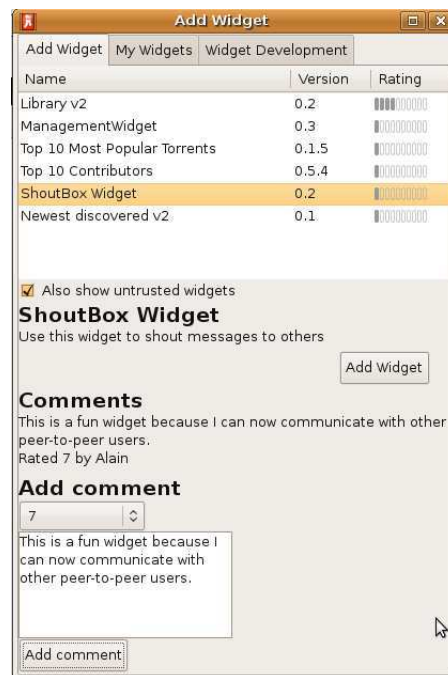 Add Widget
Add Widget My Widgets Widget Development
Name Version Rating
Library v2 0.2
ManagementWidget 0.3
Top 10 Most Popular Torrents 0.1.5
Top 10 Contributors 0.5.4
ShoutBox Widget 0.2
Newest discovered v2 0.1
Also show untrusted widgets
ShoutBox Widget
Use this widget to shout messages to others
Add Widget
Comments
This is a fun widget because I can now communicate with other
peer-to-peer users.
Rated 7 by Alain
Add comment
7
This is a fun widget because I
can now communicate with
other peer-to-peer users.
Add comment